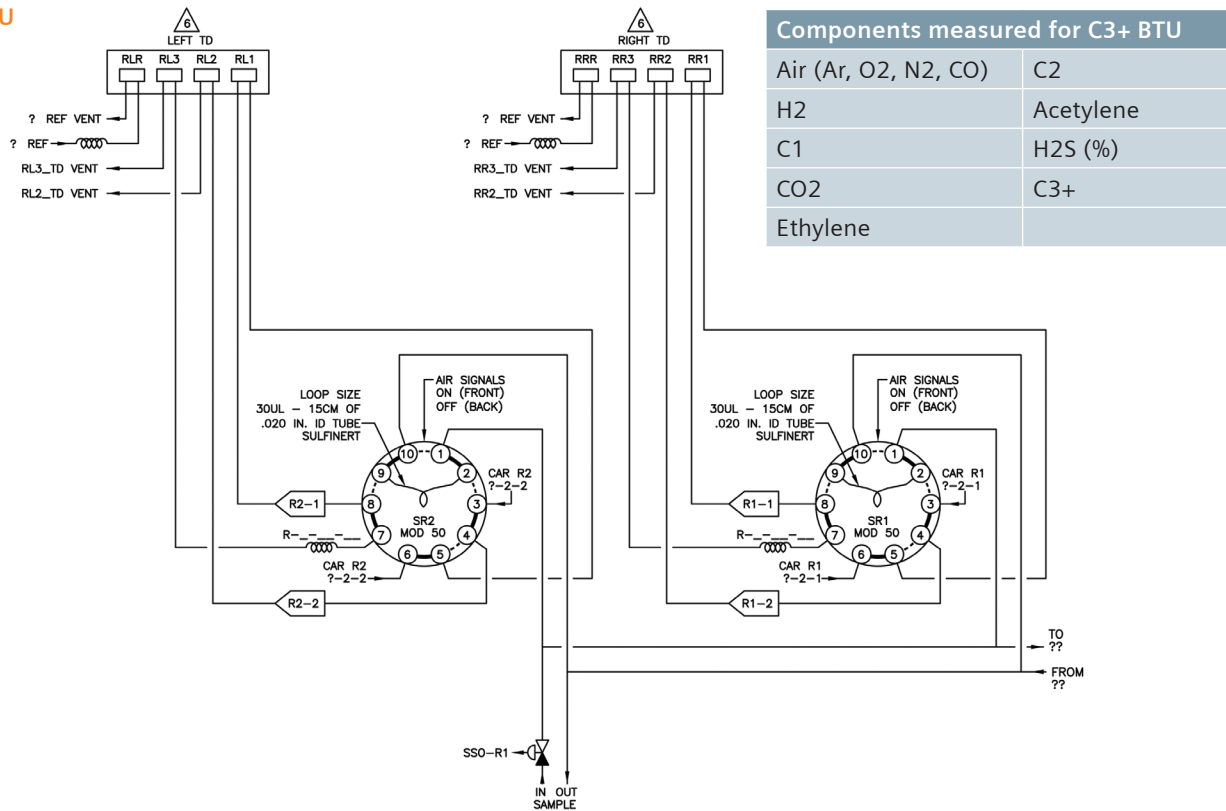 U
6
LEFT TD
RLR RL3 RL2 RL1
? REF VENT
? REF
RL3_TD VENT
RL2_TD VENT
6
RIGHT TD
RRR RR3 RR2 RR1
? REF VENT
? REF
RR3_TD VENT
RR2_TD VENT
Components measured for C3+ BTU
Air (Ar, O2, N2, CO) C2
H2 Acetylene
C1 H2S (%)
CO2 C3+
Ethylene
LOOP SIZE
30UL – 15CM OF
.020 IN. ID TUBE
SULFINERT
AIR SIGNALS
ON (FRONT)
OFF (BACK)
10 1
9 2
8 3
7 4
6 5
SR2
MOD 50
CAR R2
?-2-2
R2-1
R-_-__-__
CAR R2
?-2-2
R2-2
LOOP SIZE
30UL – 15CM OF
.020 IN. ID TUBE
SULFINERT
AIR SIGNALS
ON (FRONT)
OFF (BACK)
10 1
9 2
8 3
7 4
6 5
SR1
MOD 50
CAR R1
?-2-1
R1-1
R-_-__-__
CAR R1
?-2-1
R1-2
TO
??
FROM
??
SSO-R1
IN OUT
SAMPLE